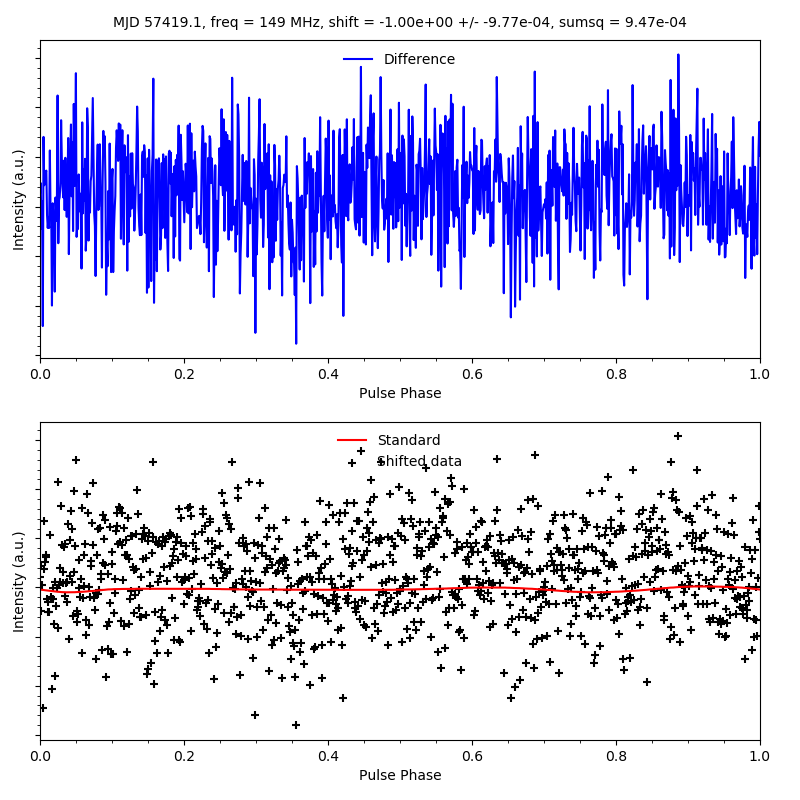 MJD 57419.1, freq = 149 MHz, shift = -1.00e+00 +/- -9.77e-04, sumsq = 9.47e-04
Difference
Intensity (a.u.)
0.0 0.2 0.4 0.6 0.8 1.0
Pulse Phase
Standard
Shifted data
Intensity (a.u.)
0.0 0.2 0.4 0.6 0.8 1.0
Pulse Phase